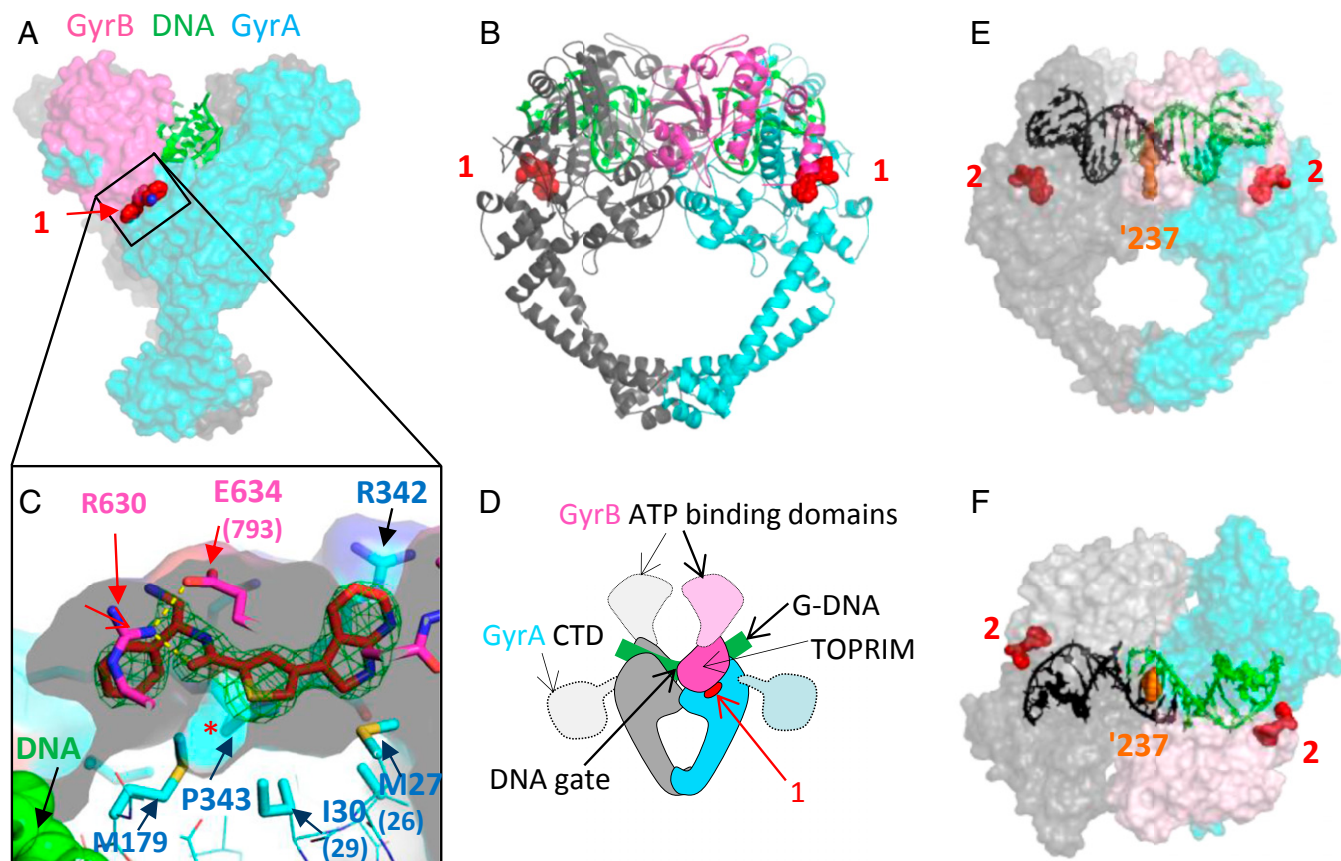 A
GyrB DNA GyrA
1
B
1
1
E
2
2
'237
C
R630
E634
(793)
R342
DNA
*
M179
P343
I30
(29)
M27
(26)
D
GyrB ATP binding domains
G-DNA
GyrA CTD
TOPRIM
DNA gate
1
F
2
'237
2